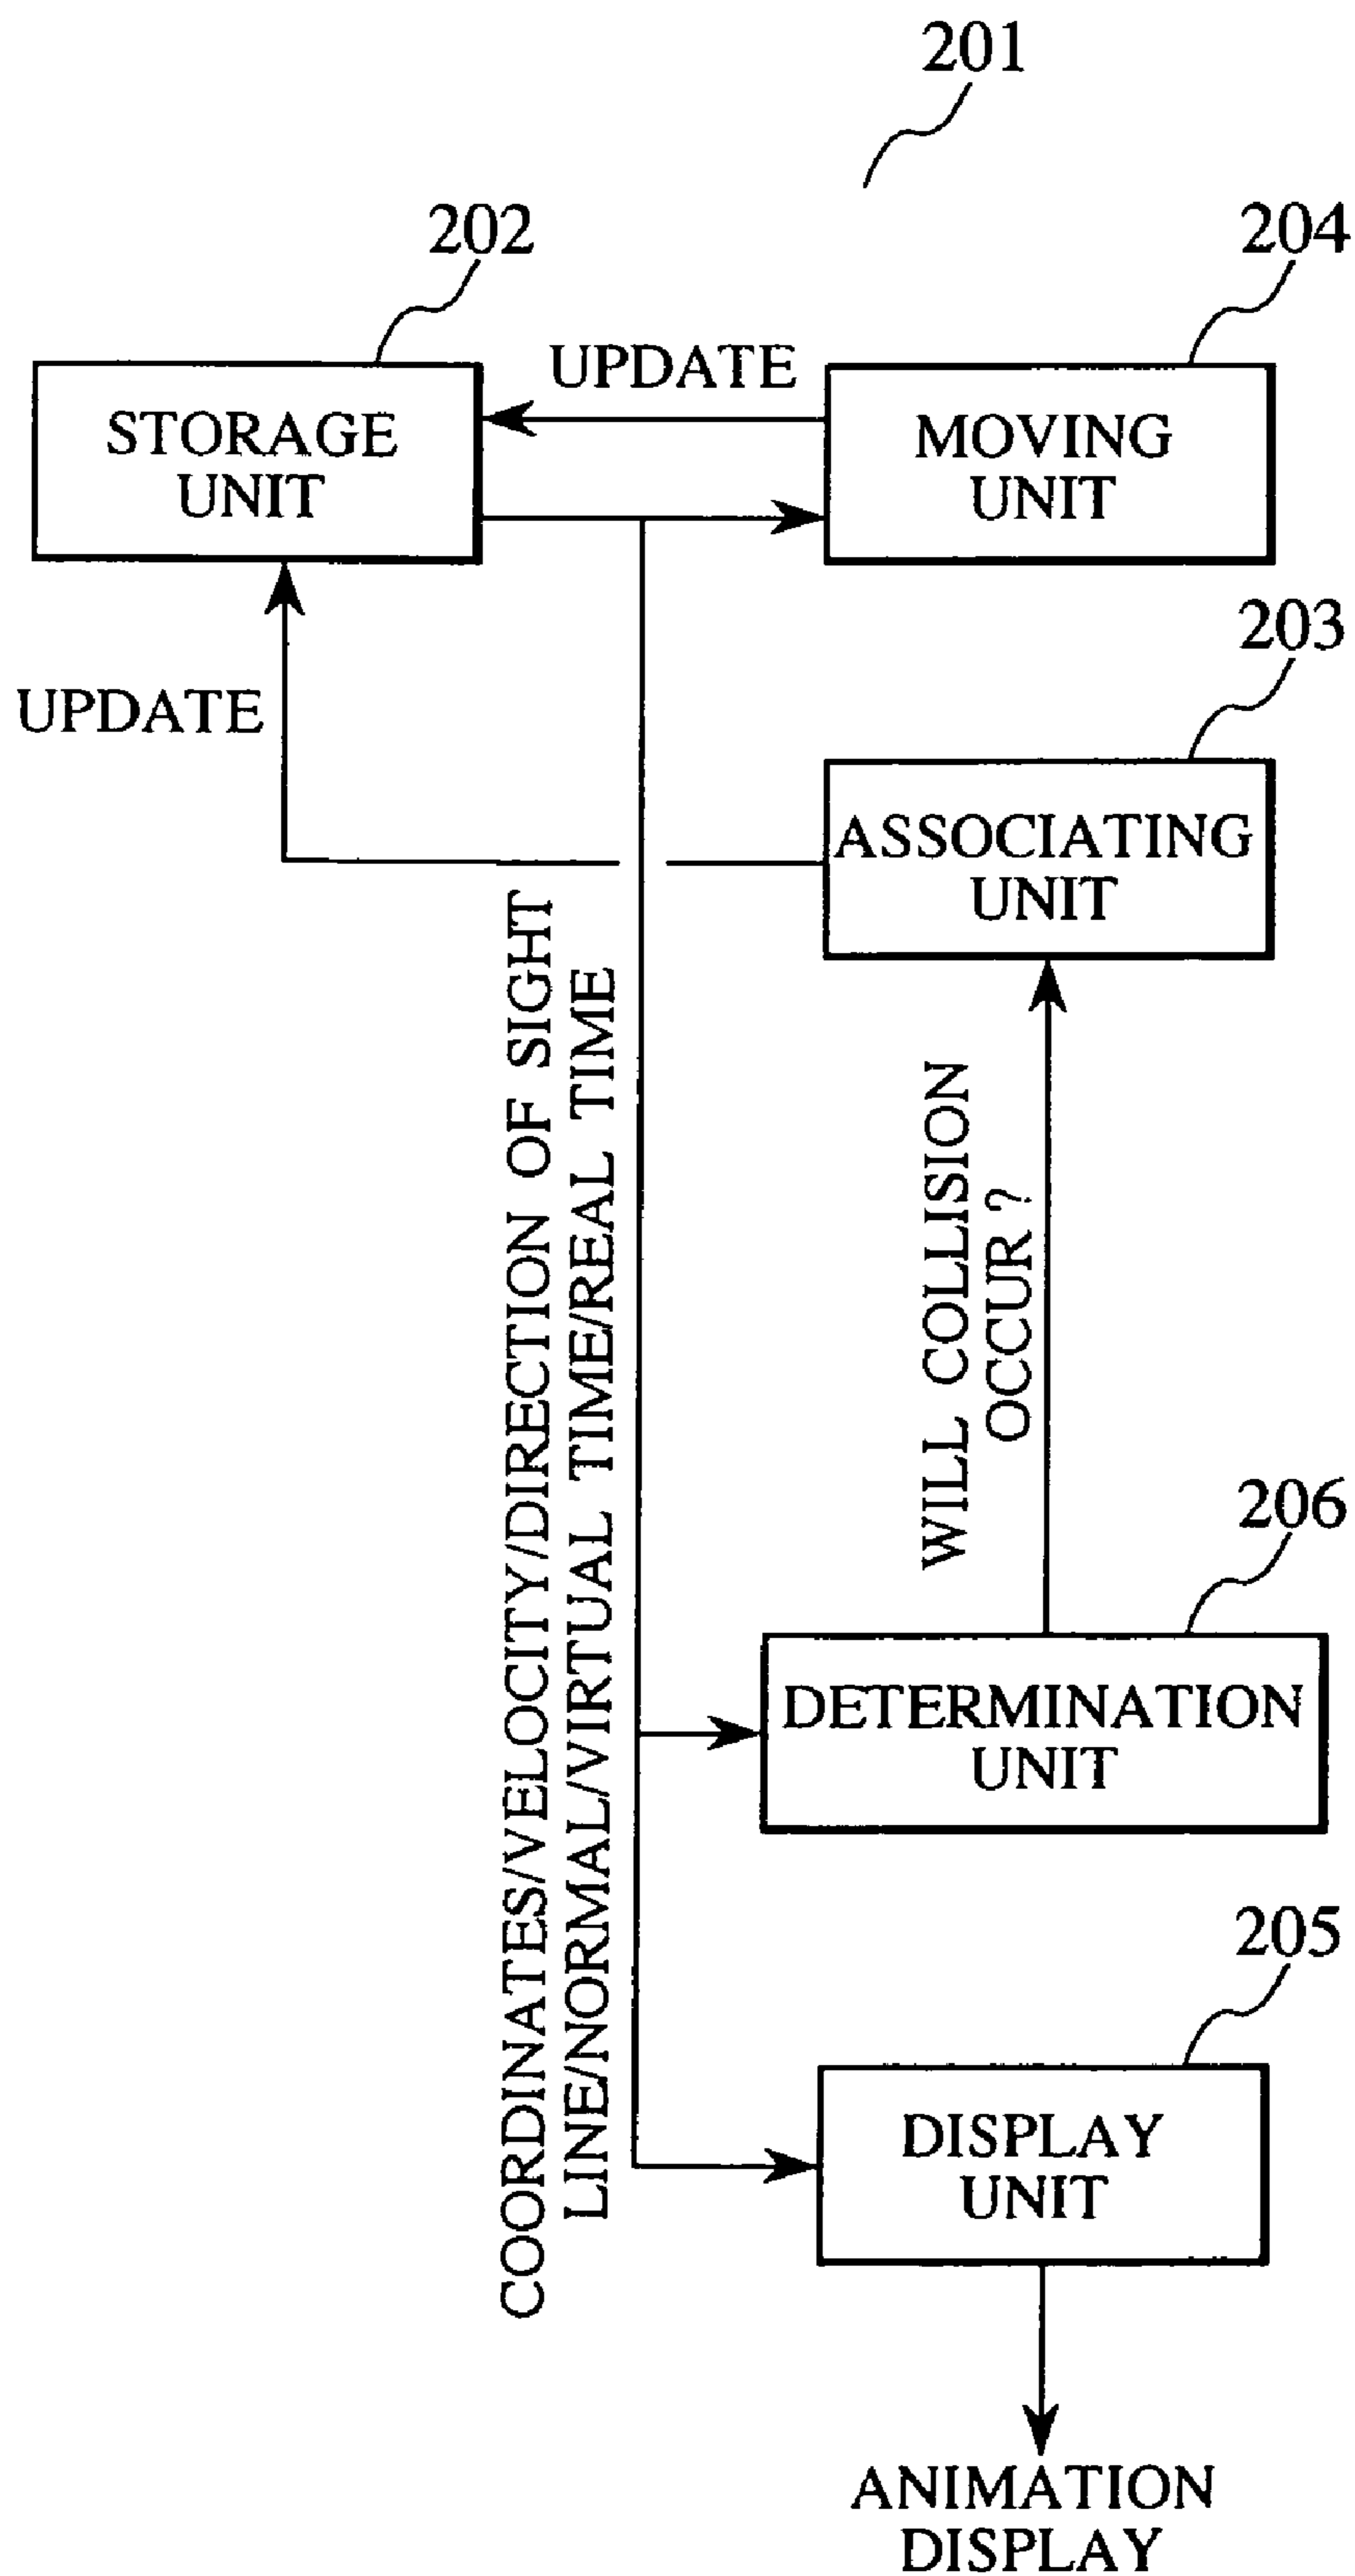 201
202
204
STORAGE
UNIT
UPDATE
MOVING
UNIT
203
UPDATE
ASSOCIATING
UNIT
COORDINATES/VELOCITY/DIRECTION OF SIGHT
LINE/NORMAL/VIRTUAL TIME/REAL TIME
WILL COLLISION
OCCUR ?
206
DETERMINATION
UNIT
205
DISPLAY
UNIT
ANIMATION
DISPLAY